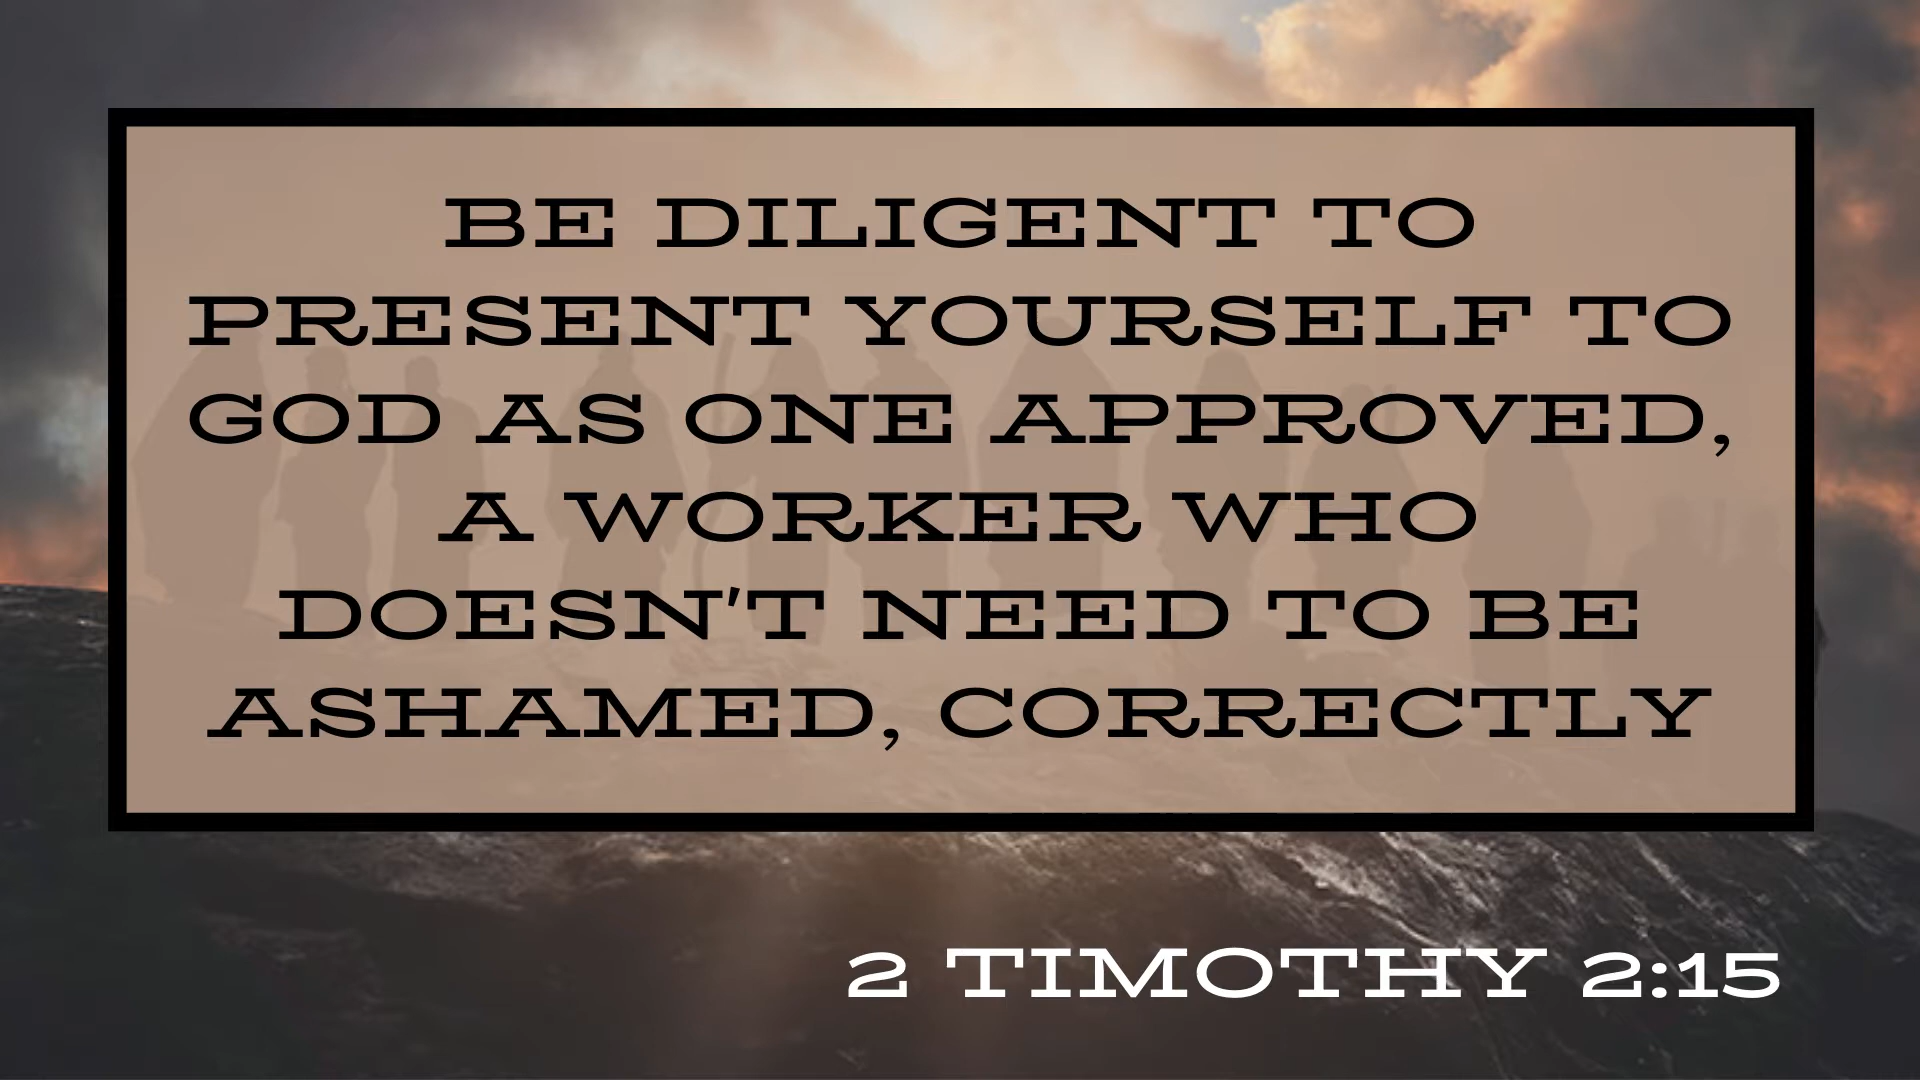 BE DILIGENT TO
PRESENT YOURSELF TO
GOD AS ONE APPROVED,
A WORKER WHO
DOESN'T NEED TO BE
ASHAMED, CORRECTLY
2 TIMOTHY 2:15